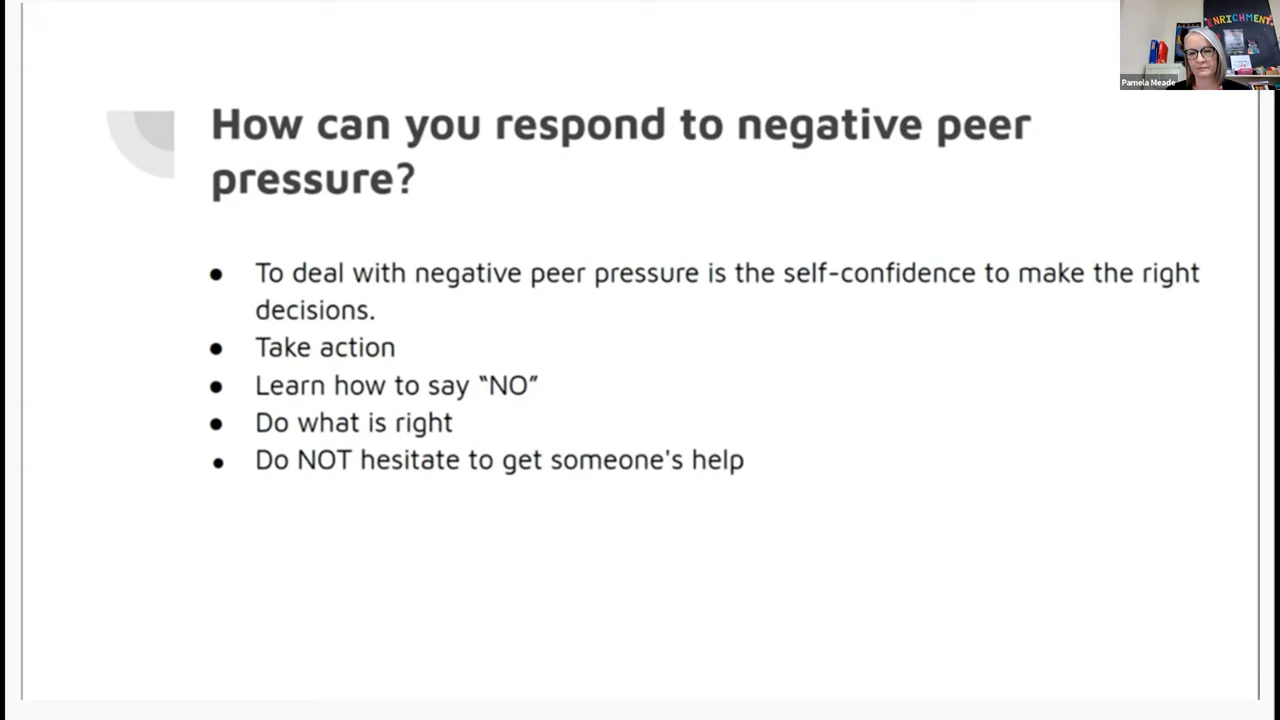 ENRICHMENT
Pamela Meade
How can you respond to negative peer
pressure?
● To deal with negative peer pressure is the self-confidence to make the right
decisions.
● Take action
● Learn how to say “NO”
● Do what is right
● Do NOT hesitate to get someone's help